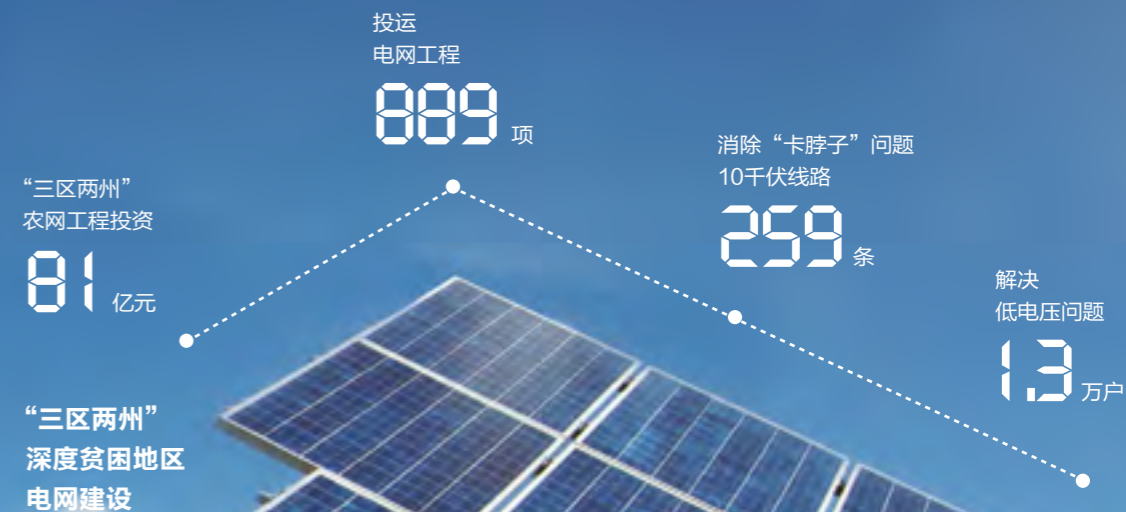 投运
电网工程
889 项
消除“卡脖子”问题
10千伏线路
259 条
“三区两州”
农网工程投资
81 亿元
解决
低电压问题
1.3 万户
“三区两州”
深度贫困地区
电网建设